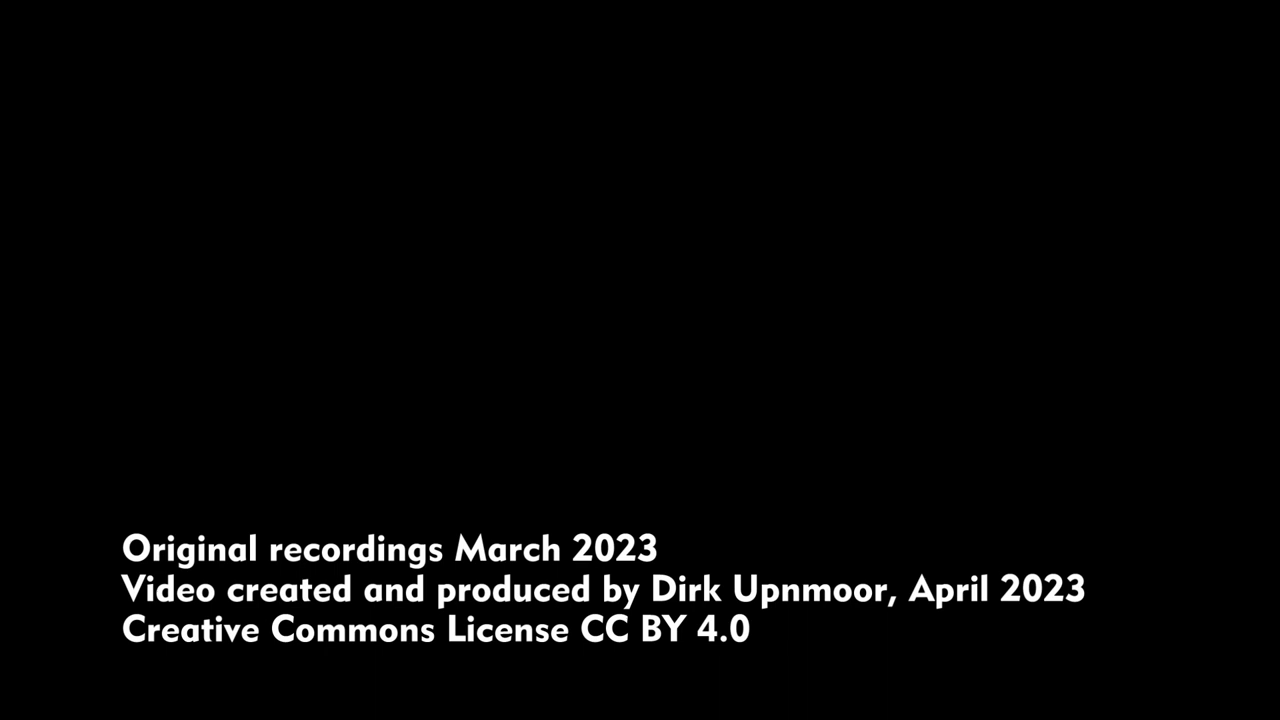 Original recordings March 2023
Video created and produced by Dirk Upnmoor, April 2023
Creative Commons License CC BY 4.0